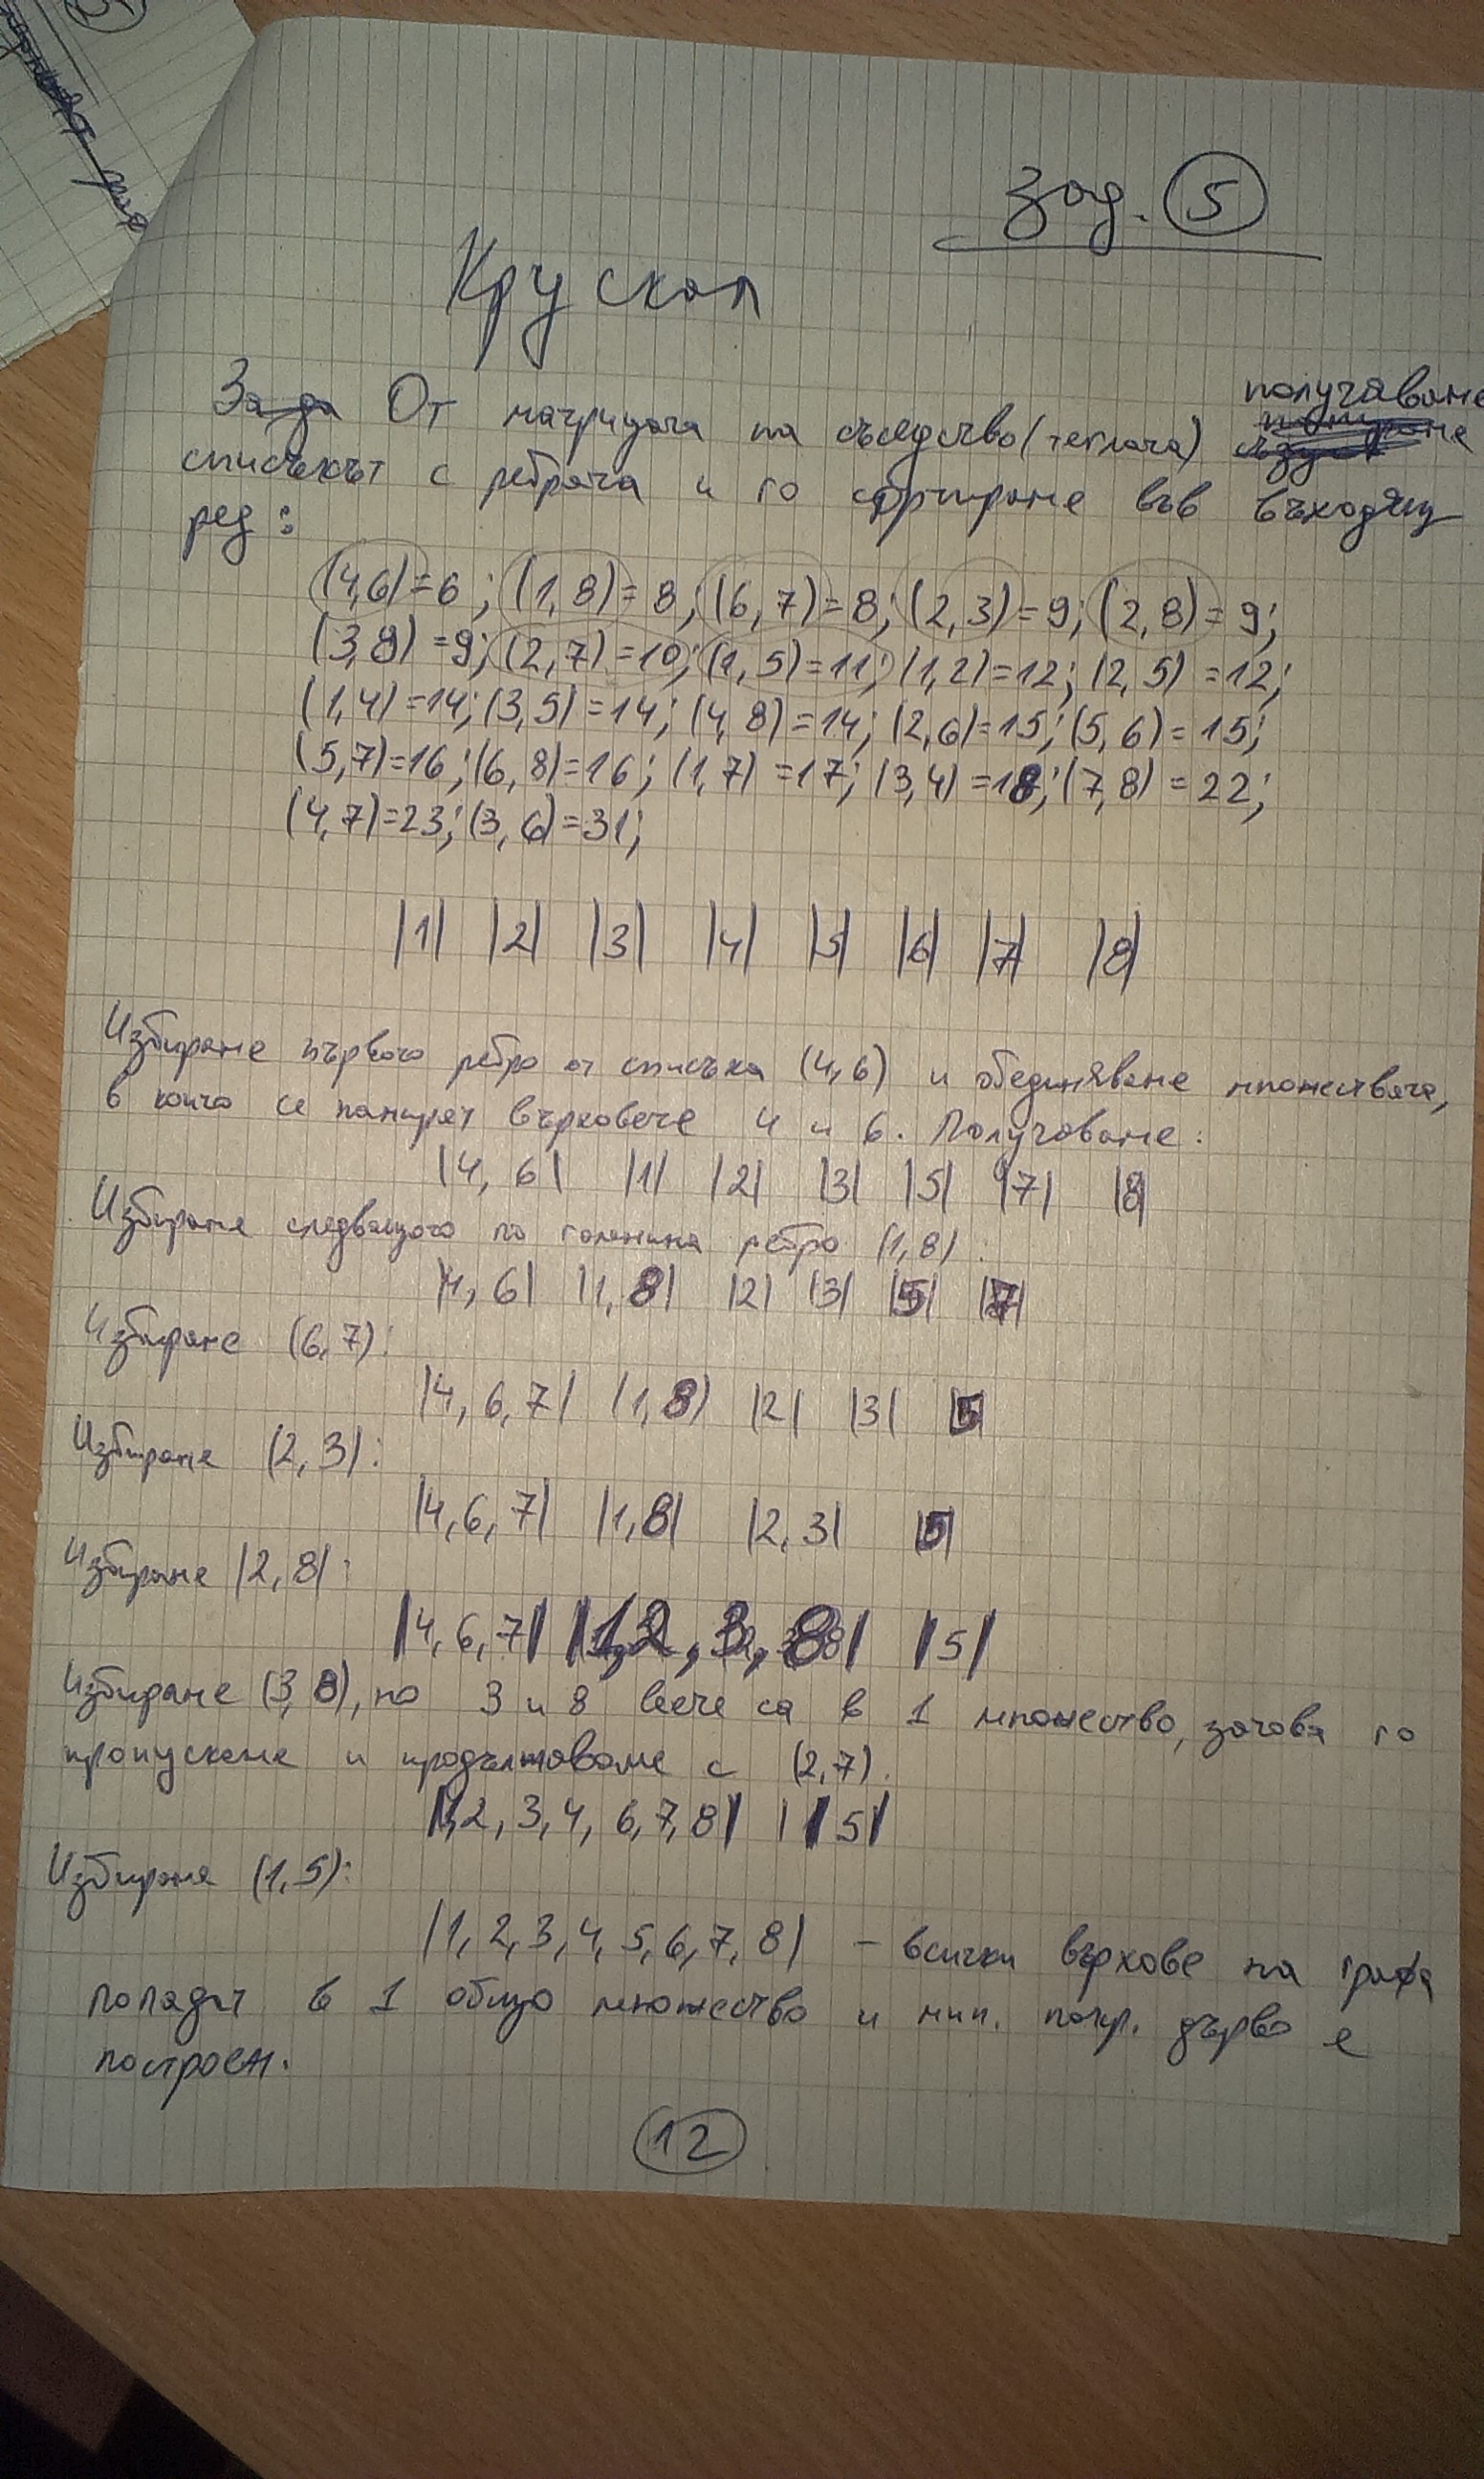 зад. 5
Крускал
От матрицата на съседство (теглата) получаваме
списъкът с ребрата и го сортираме във възходящ
ред:
(4,6)=6; (1,8)=8; (6,7)=8; (2,3)=9; (2,8)=9;
(3,8)=9; (2,7)=10; (1,5)=11; (1,2)=12; (2,5)=12;
(1,4)=14; (3,5)=14; (4,8)=14; (2,6)=15; (5,6)=15;
(5,7)=16; (6,8)=16; (1,7)=17; (3,4)=18; (7,8)=22;
(4,7)=23; (3,6)=31;
|1| |2| |3| |4| |5| |6| |7| |8|
Избираме първото ребро от списъка (4,6) и обединяваме множествата,
в които се намират върховете 4 и 6. Получаваме:
|4, 6| |1| |2| |3| |5| |7| |8|
Избираме следващото по големина ребро (1,8):
|4, 6| |1, 8| |2| |3| |5| |7|
Избираме (6,7):
|4, 6, 7| |1, 8| |2| |3| |5|
Избираме (2,3):
|4, 6, 7| |1, 8| |2, 3| |5|
Избираме |2, 8|:
|4, 6, 7| |1, 2, 3, 8| |5|
Избираме (3,8), но 3 и 8 вече са в 1 множество, затова го
пропускаме и продължаваме с (2,7).
|1, 2, 3, 4, 6, 7, 8| |5|
Избираме (1,5):
|1, 2, 3, 4, 5, 6, 7, 8| – всички върхове на графа
попадат в 1 общо множество и мин. покр. дърво е
построен.
12